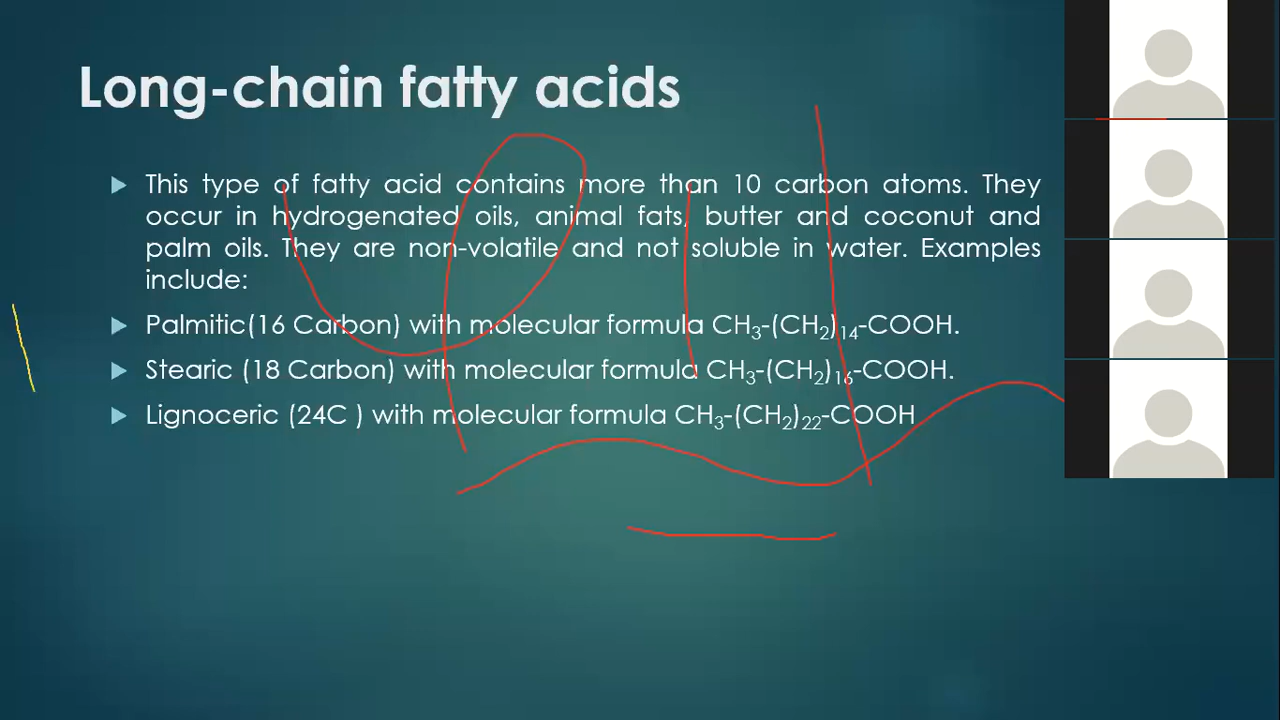 Long-chain fatty acids
This type of fatty acid contains more than 10 carbon atoms. They
occur in hydrogenated oils, animal fats, butter and coconut and
palm oils. They are non-volatile and not soluble in water. Examples
include:
Palmitic(16 Carbon) with molecular formula CH₃-(CH₂)₁₄-COOH.
Stearic (18 Carbon) with molecular formula CH₃-(CH₂)₁₆-COOH.
Lignoceric (24C ) with molecular formula CH₃-(CH₂)₂₂-COOH